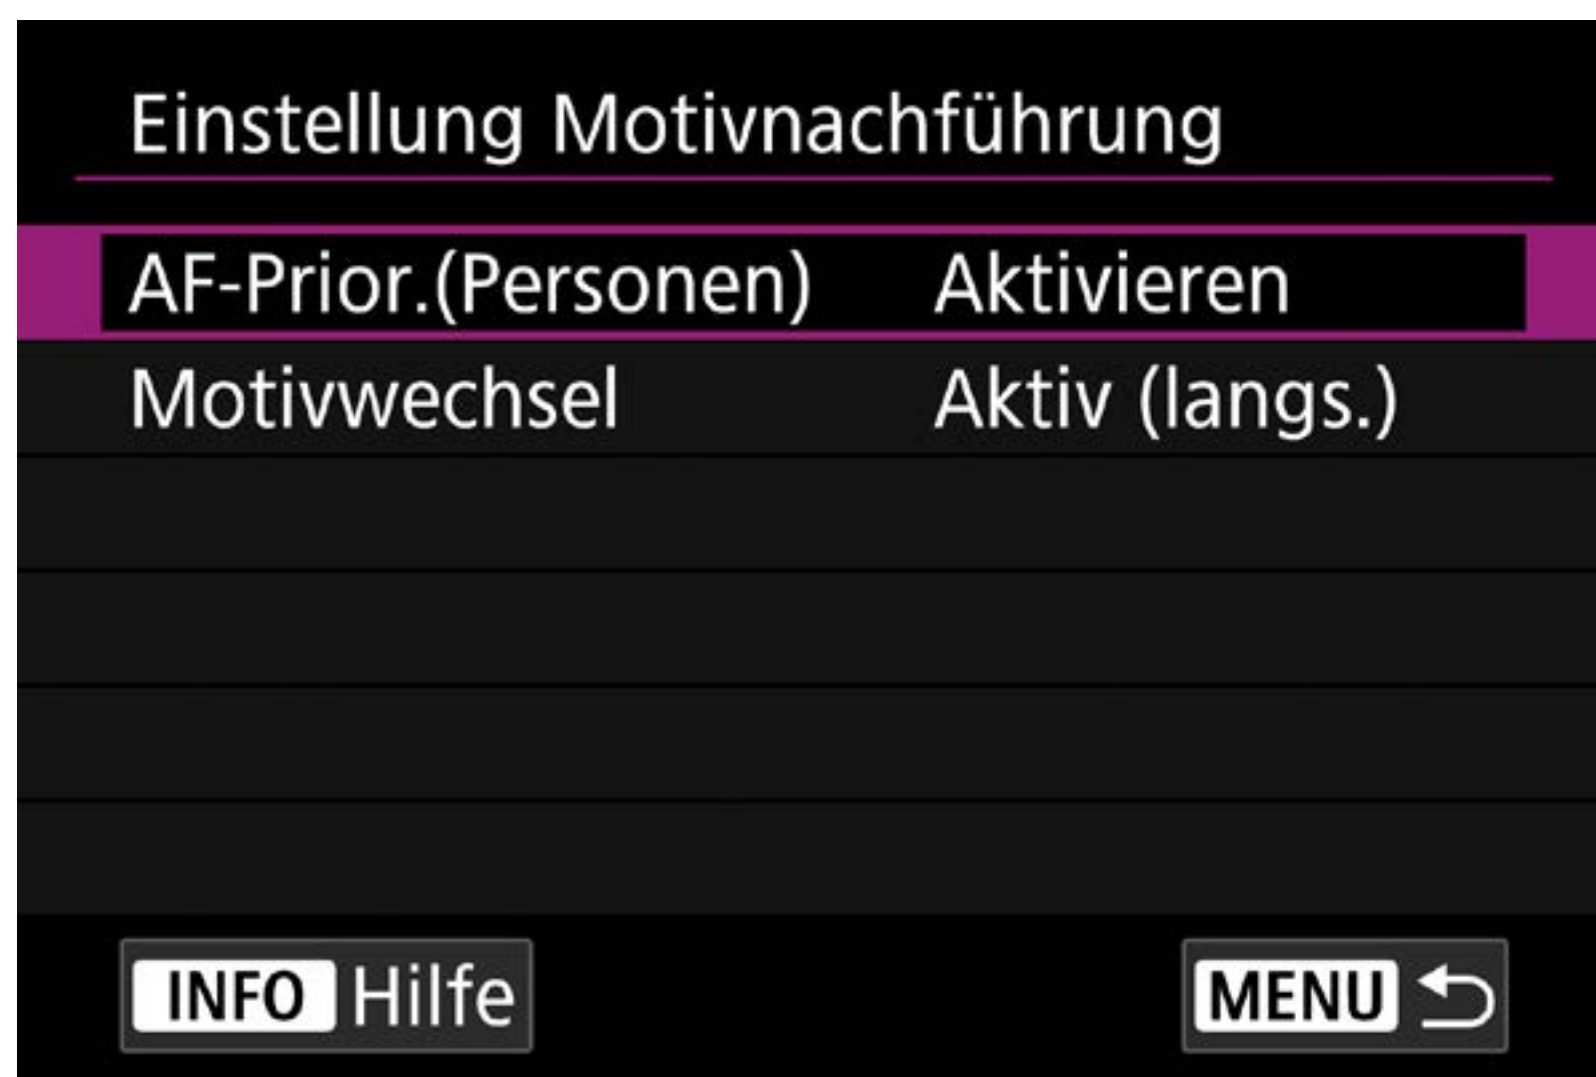 Einstellung Motivnachführung
AF-Prior.(Personen) Aktivieren
Motivwechsel Aktiv (langs.)
INFO Hilfe MENU